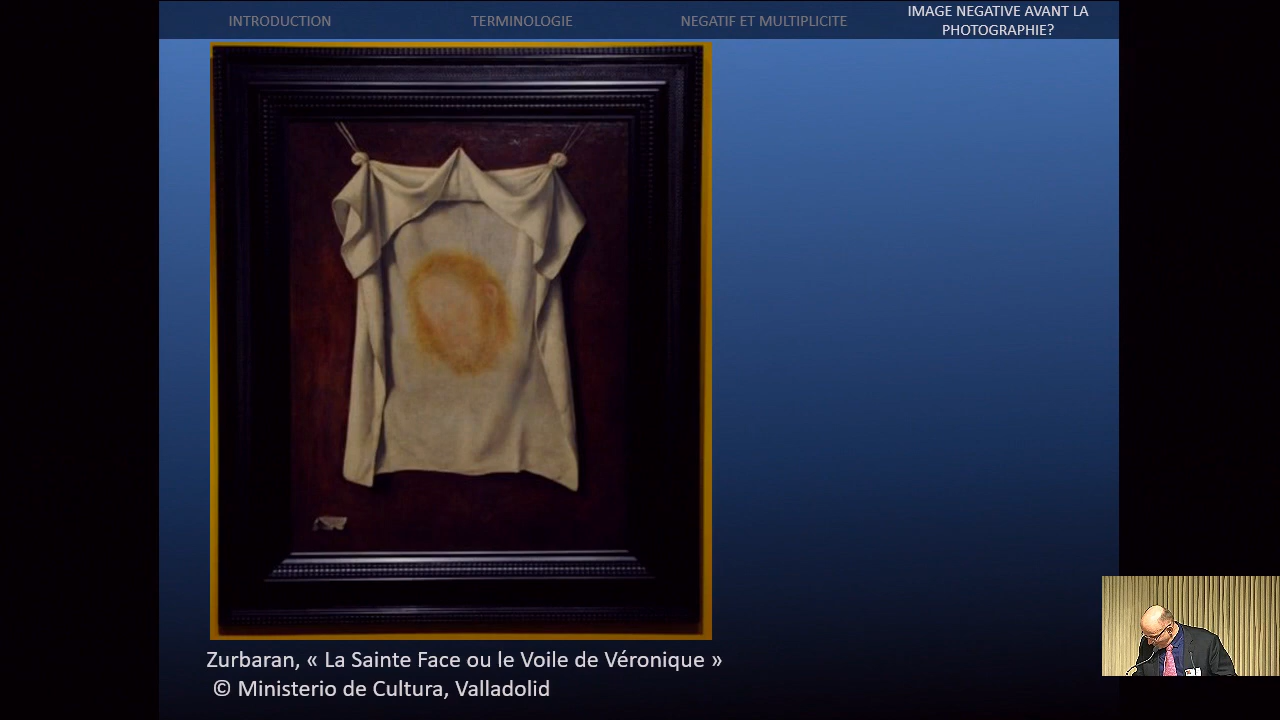 INTRODUCTION
TERMINOLOGIE
NEGATIF ET MULTIPLICITE
IMAGE NEGATIVE AVANT LA
PHOTOGRAPHIE?
Zurbaran, « La Sainte Face ou le Voile de Véronique »
© Ministerio de Cultura, Valladolid